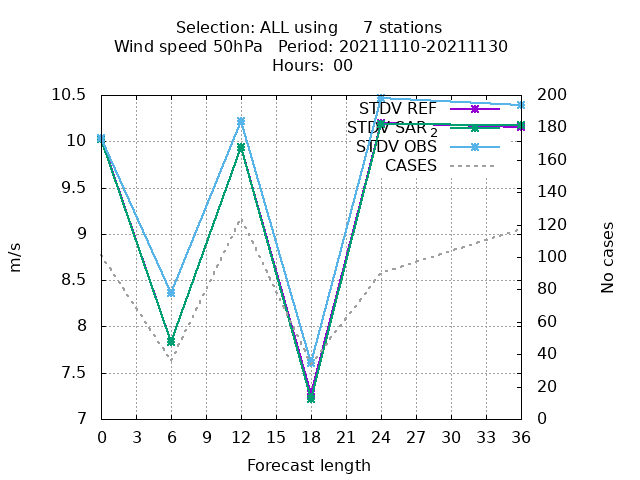 Selection: ALL using 7 stations
Wind speed 50hPa Period: 20211110-20211130
Hours: 00
10.5
10
9.5
9
8.5
8
7.5
7
m/s
STDV REF
STDV SAR2
STDV OBS
CASES
200
180
160
140
120
100
80
60
40
20
0
No cases
0 3 6 9 12 15 18 21 24 27 30 33 36
Forecast length